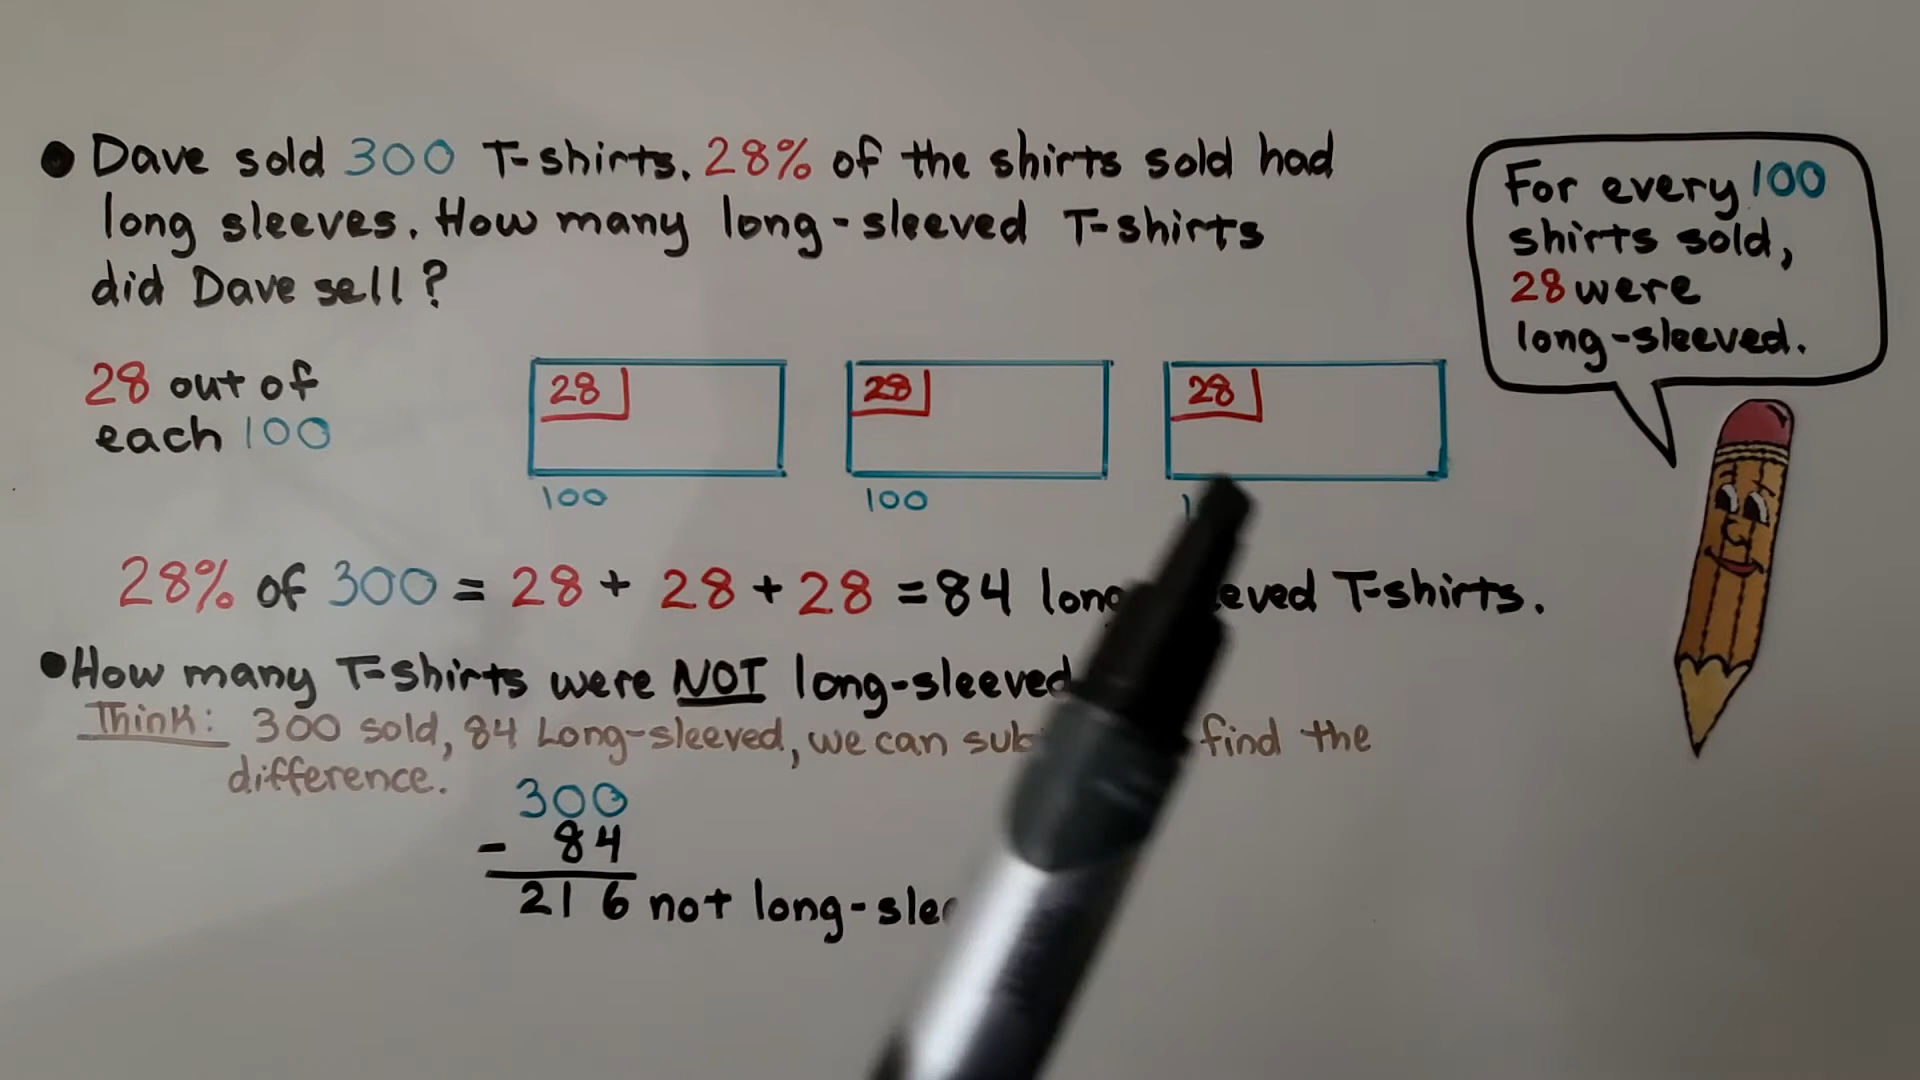 • Dave sold 300 T-shirts. 28% of the shirts sold had
long sleeves. How many long-sleeved T-shirts
did Dave sell?
For every 100
shirts sold,
28 were
long-sleeved.
28 out of
each 100
28 28 28
100 100
28% of 300 = 28 + 28 + 28 = 84 T-shirts.
• How many T-shirts were NOT long-sleeved
Think: 300 sold, 84 Long-sleeved, we can find the
difference.
300
- 84
216 not